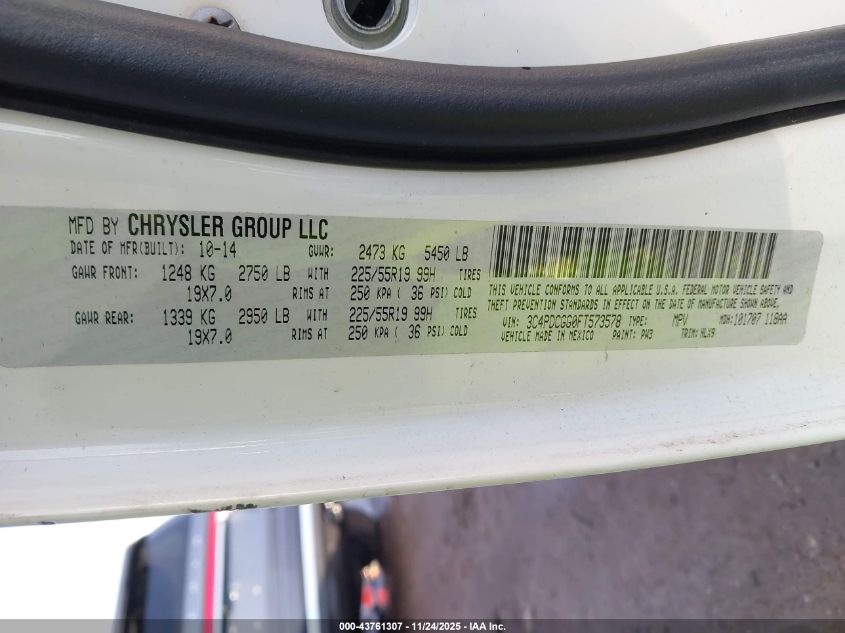 MFD BY CHRYSLER GROUP LLC
DATE OF MFR(BUILT): 10-14 GVWR: 2473 KG 5450 LB
GAWR FRONT: 1248 KG 2750 LB WITH 225/55R19 99H TIRES
19X7.0 RIMS AT 250 KPA ( 36 PSI) COLD
GAWR REAR: 1339 KG 2950 LB WITH 225/55R19 99H TIRES
19X7.0 RIMS AT 250 KPA ( 36 PSI) COLD
THIS VEHICLE CONFORMS TO ALL APPLICABLE U.S.A. FEDERAL MOTOR VEHICLE SAFETY AND
THEFT PREVENTION STANDARDS IN EFFECT ON THE DATE OF MANUFACTURE SHOWN ABOVE.
VIN: 3C4PDCGG0FT573578 TYPE: MPV MDH: 101707 118AA
VEHICLE MADE IN MEXICO PAINT: PW3 TRIM: HLX9
000-43761307 - 11/24/2025 - IAA Inc.